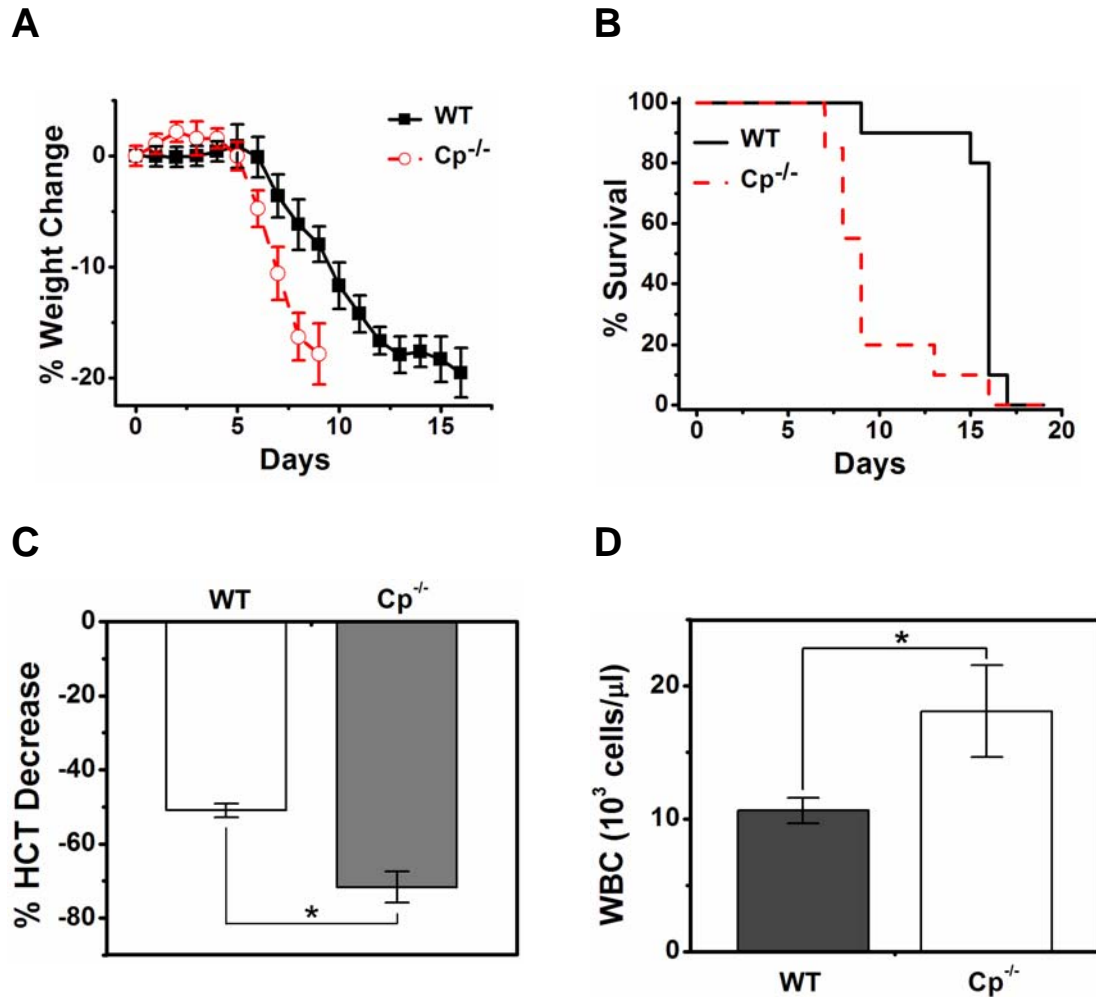 A
% Weight Change
0
-10
-20
0
5
10
15
Days
WT
Cp-/-
B
% Survival
100
80
60
40
20
0
0
5
10
15
20
Days
WT
Cp-/-
C
WT
Cp-/-
% HCT Decrease
0
-20
-40
-60
-80
*
D
WBC (10³ cells/µl)
20
10
0
*
WT
Cp-/-